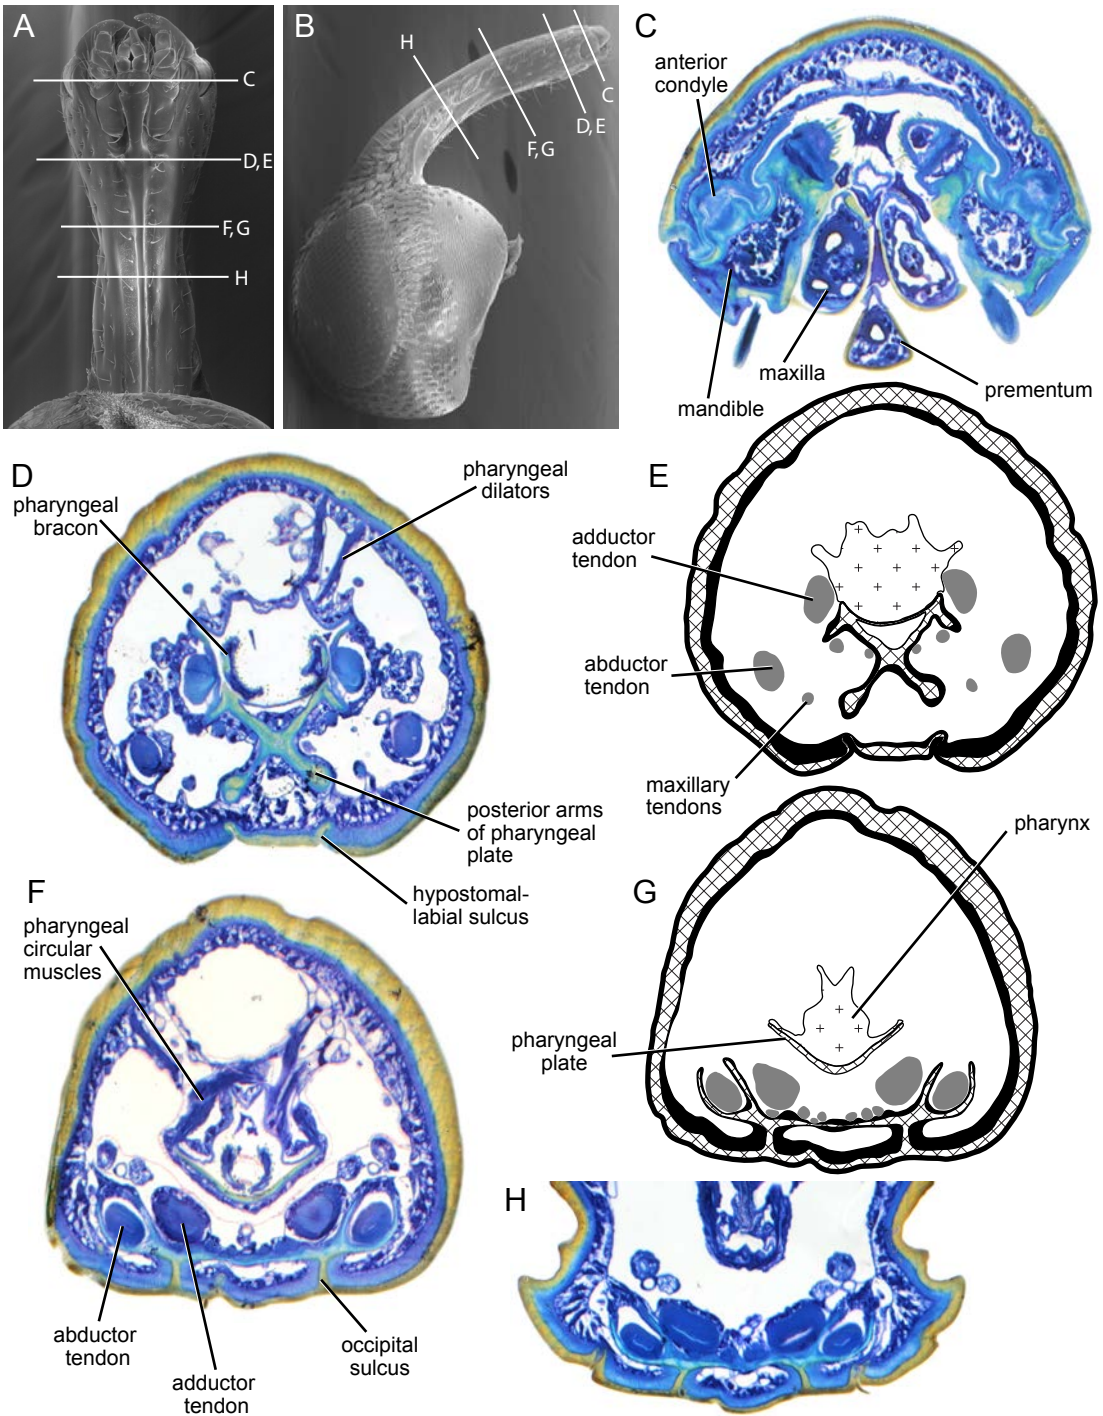 A
C
D, E
F, G
H
B
H
C
D, E
F, G
C
anterior
condyle
maxilla
mandible
prementum
D
pharyngeal
bracon
pharyngeal
dilators
posterior arms
of pharyngeal
plate
hypostomal-
labial sulcus
E
adductor
tendon
abductor
tendon
maxillary
tendons
F
pharyngeal
circular
muscles
abductor
tendon
adductor
tendon
occipital
sulcus
G
pharynx
pharyngeal
plate
H